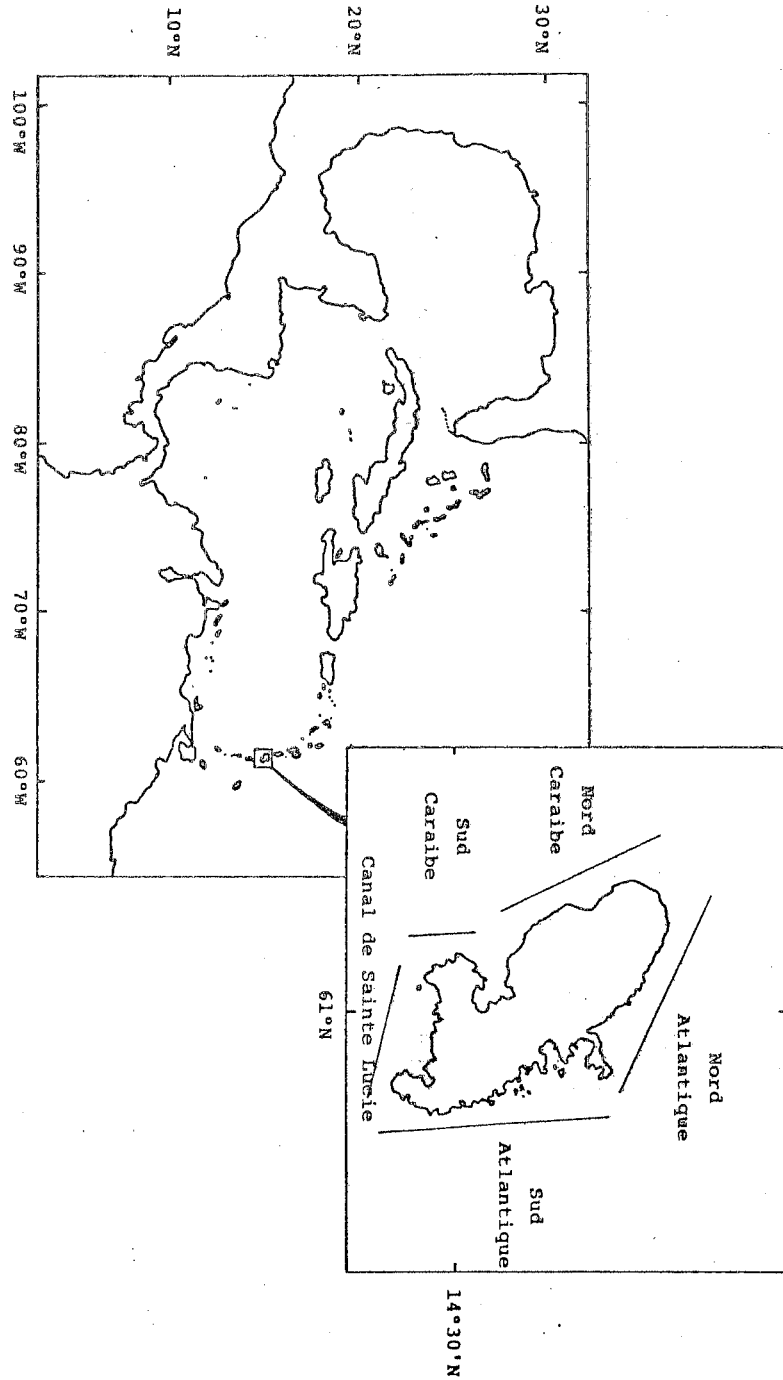 30°N
20°N
10°N
100°W
90°W
80°W
70°W
60°W
Nord
Caraibe
Sud
Caraibe
Canal de Sainte Lucie
Nord
Atlantique
Sud
Atlantique
61°N
14°30'N